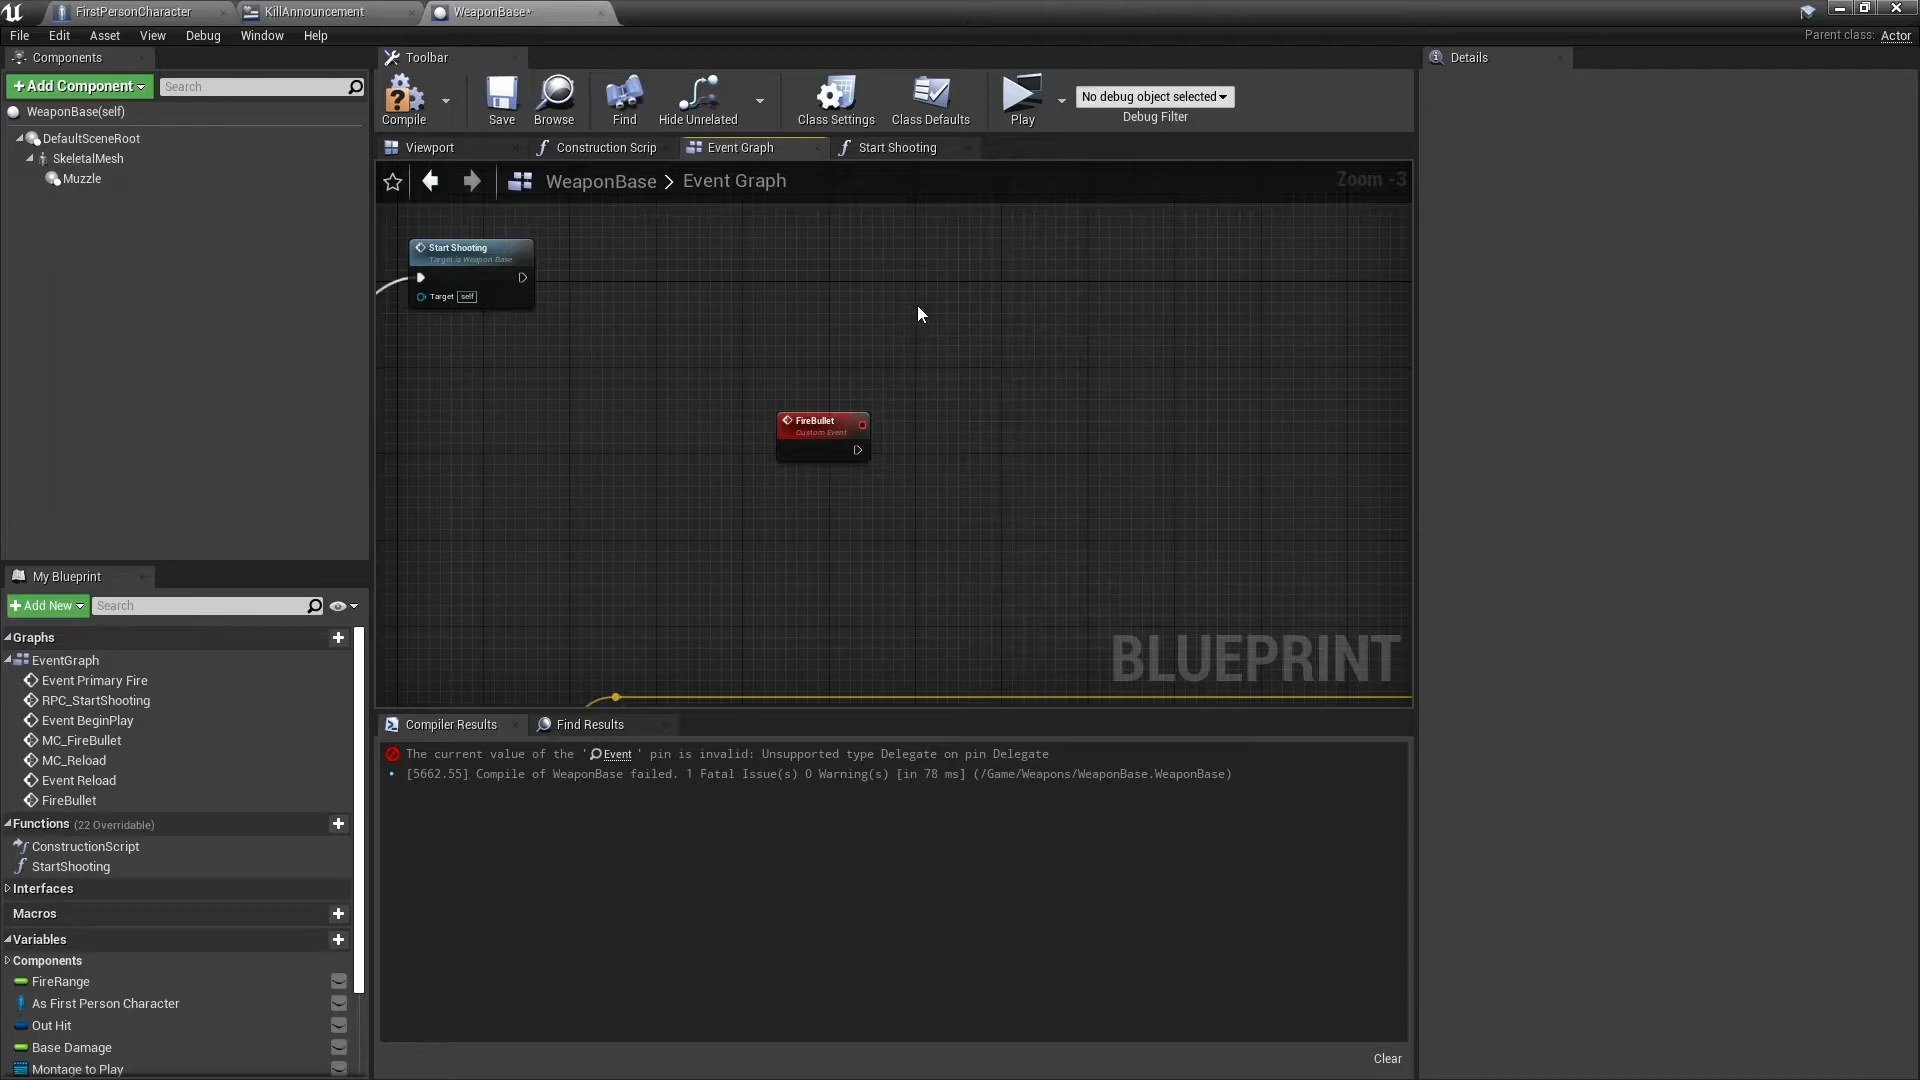 FirstPersonCharacter
KillAnnouncement
WeaponBase*
File Edit Asset View Debug Window Help
Parent class: Actor
Components
+ Add Component
Search
WeaponBase(self)
DefaultSceneRoot
SkeletalMesh
Muzzle
Toolbar
Compile
Save
Browse
Find
Hide Unrelated
Class Settings
Class Defaults
Play
No debug object selected
Debug Filter
Details
Viewport
Construction Scrip
Event Graph
Start Shooting
WeaponBase > Event Graph
Zoom -3
Start Shooting
Target is Weapon Base
Target self
FireBullet
Custom Event
BLUEPRINT
My Blueprint
+ Add New
Search
Graphs
EventGraph
Event Primary Fire
RPC_StartShooting
Event BeginPlay
MC_FireBullet
MC_Reload
Event Reload
FireBullet
Functions (22 Overridable)
ConstructionScript
StartShooting
Interfaces
Macros
Variables
Components
FireRange
As First Person Character
Out Hit
Base Damage
Montage to Play
Compiler Results
Find Results
The current value of the ' Event ' pin is invalid: Unsupported type Delegate on pin Delegate
[5662.55] Compile of WeaponBase failed. 1 Fatal Issue(s) 0 Warning(s) [in 78 ms] (/Game/Weapons/WeaponBase.WeaponBase)
Clear